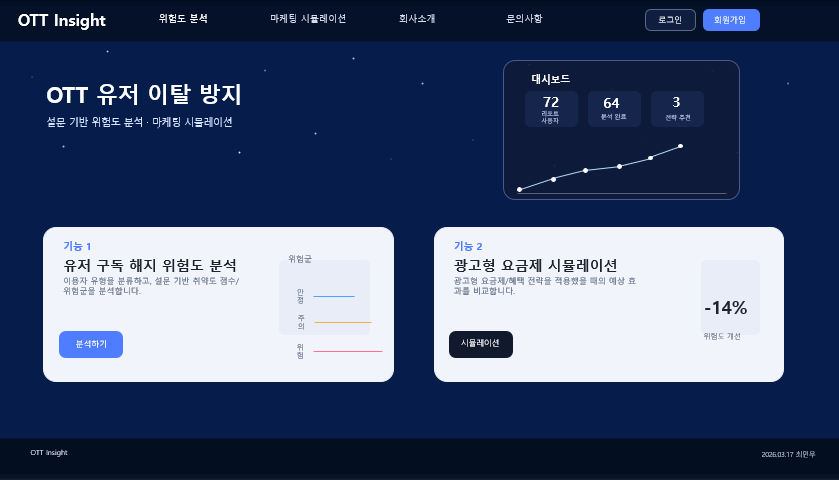 OTT Insight
위험도 분석
마케팅 시뮬레이션
회사소개
문의사항
로그인
회원가입
OTT 유저 이탈 방지
설문 기반 위험도 분석 · 마케팅 시뮬레이션
대시보드
72
리포트
사용자
64
분석 완료
3
전략 추천
기능 1
유저 구독 해지 위험도 분석
이용자 유형을 분류하고, 설문 기반 취약도 점수/
위험군을 분석합니다.
분석하기
위험군
안
정
주
의
위
험
기능 2
광고형 요금제 시뮬레이션
광고형 요금제/혜택 전략을 적용했을 때의 예상 효
과를 비교합니다.
시뮬레이션
-14%
위험도 개선
OTT Insight
2026.03.17 최민우